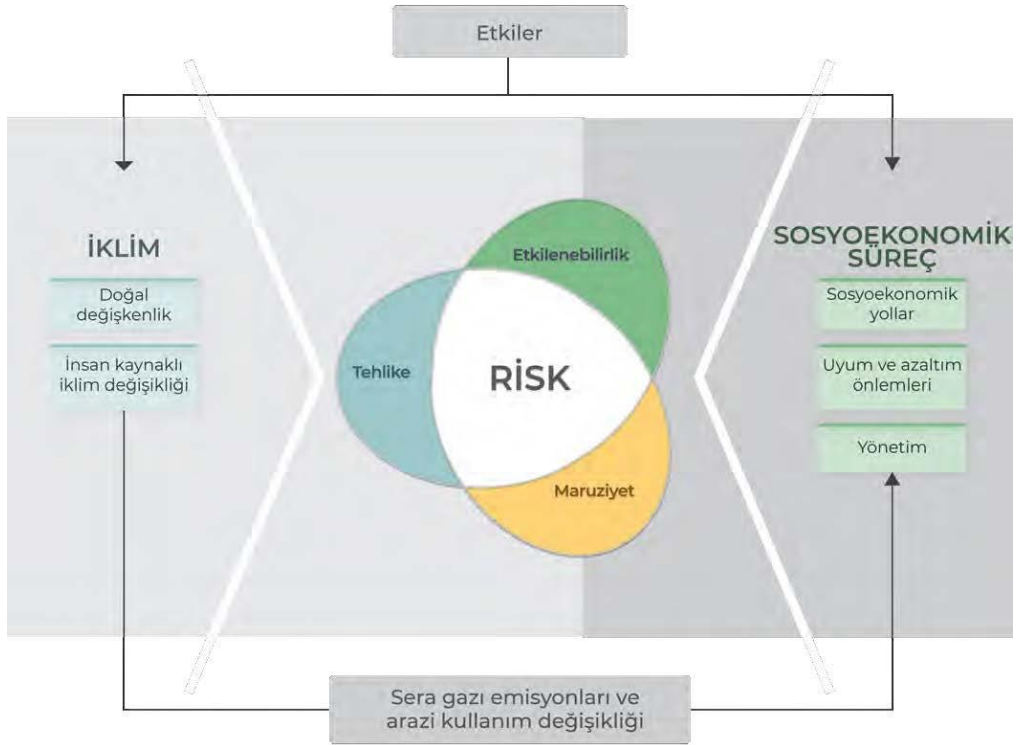 Etkiler
İKLİM
Doğal
değişkenlik
İnsan kaynaklı
iklim değişikliği
Etkilenebilirlik
Tehlike
RİSK
Maruziyet
SOSYOEKONOMİK
SÜREÇ
Sosyoekonomik
yollar
Uyum ve azaltım
önlemleri
Yönetim
Sera gazı emisyonları ve
arazi kullanım değişikliği